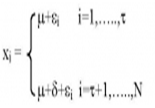 μ+εᵢ i=1,....,τ
xᵢ=
μ+δ+εᵢ i=τ+1,....,N